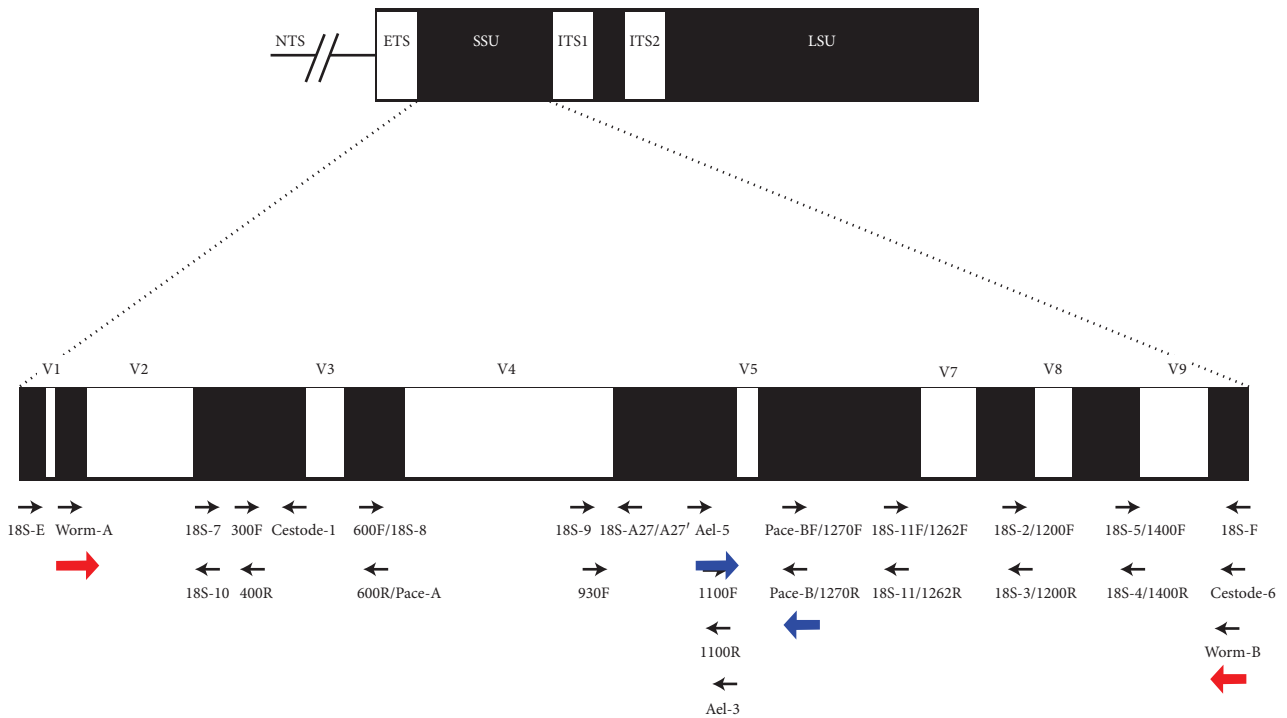 NTS ETS SSU ITS1 ITS2 LSU
V1 V2 V3 V4 V5 V7 V8 V9
18S-E Worm-A 18S-7 300F Cestode-1 600F/18S-8 18S-9 18S-A27/A27′ Ael-5 Pace-BF/1270F 18S-11F/1262F 18S-2/1200F 18S-5/1400F 18S-F
18S-10 400R 600R/Pace-A 930F 1100F Pace-B/1270R 18S-11/1262R 18S-3/1200R 18S-4/1400R Cestode-6
1100R Worm-B
Ael-3